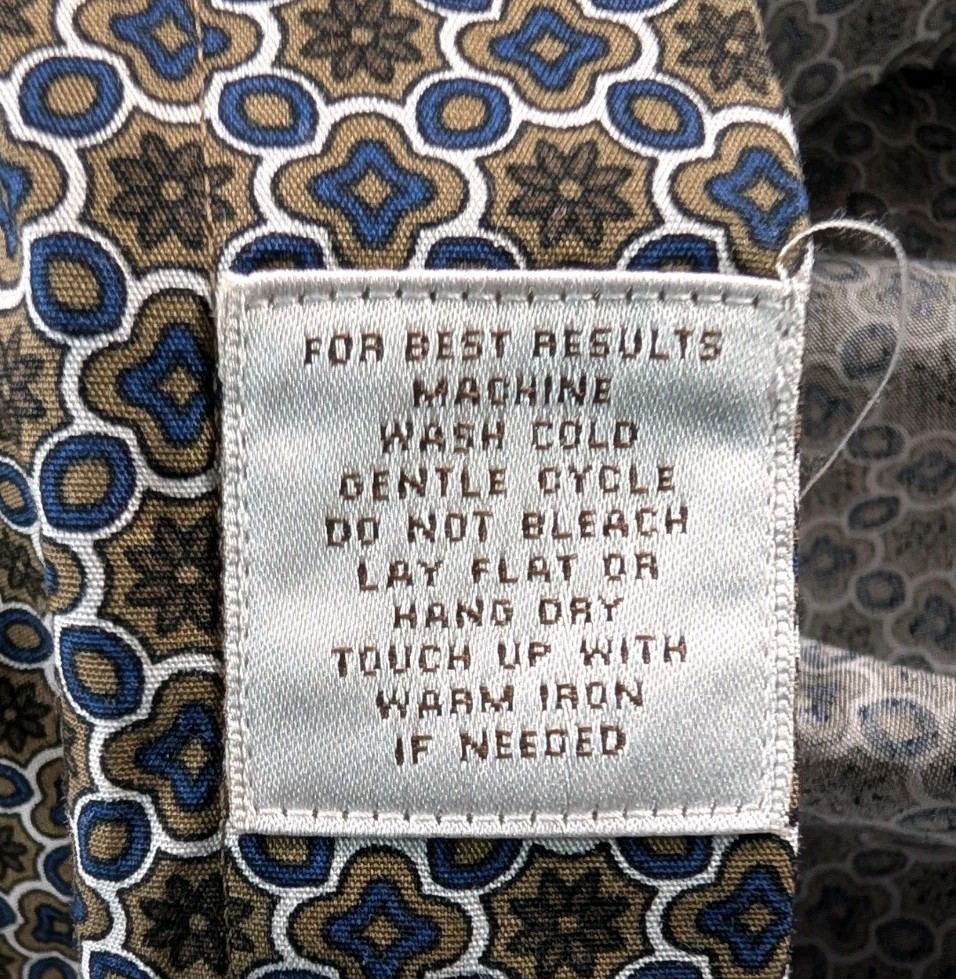 FOR BEST RESULTS
MACHINE
WASH COLD
GENTLE CYCLE
DO NOT BLEACH
LAY FLAT OR
HANG DRY
TOUCH UP WITH
WARM IRON
IF NEEDED